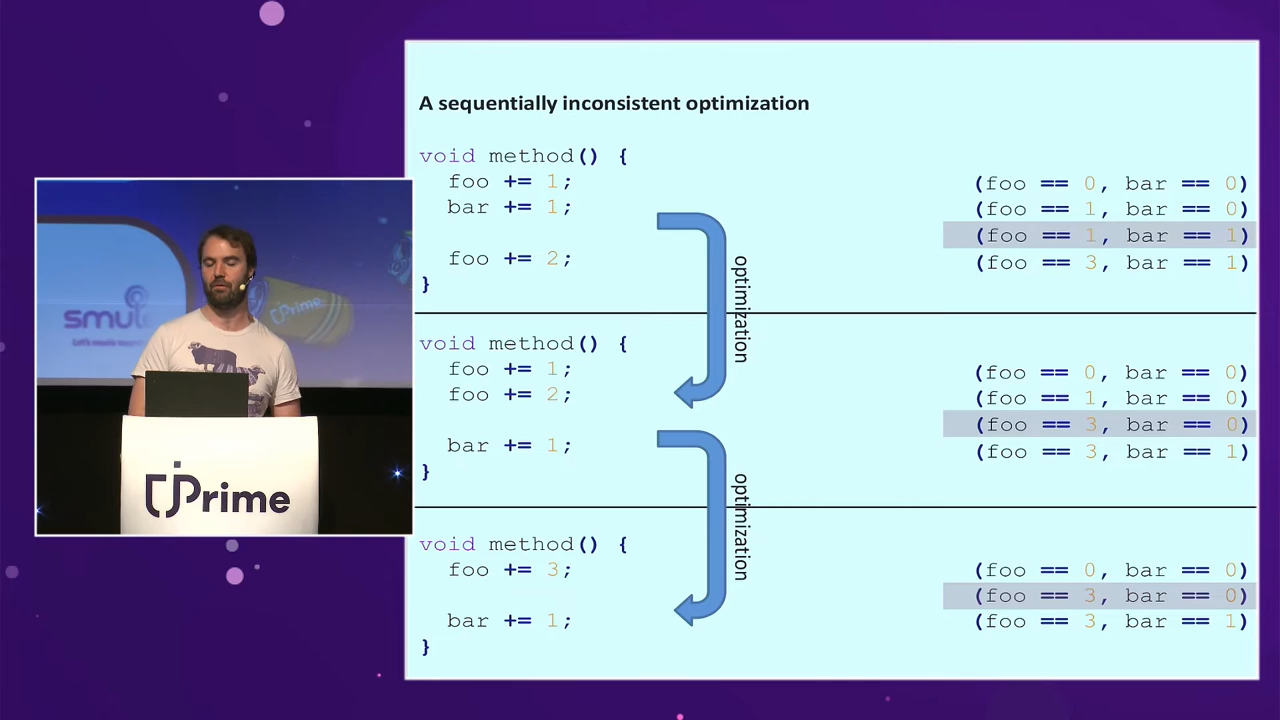 A sequentially inconsistent optimization
void method() {
foo += 1;
bar += 1;
foo += 2;
}
(foo == 0, bar == 0)
(foo == 1, bar == 0)
(foo == 1, bar == 1)
(foo == 3, bar == 1)
optimization
void method() {
foo += 1;
foo += 2;
bar += 1;
}
(foo == 0, bar == 0)
(foo == 1, bar == 0)
(foo == 3, bar == 0)
(foo == 3, bar == 1)
optimization
void method() {
foo += 3;
bar += 1;
}
(foo == 0, bar == 0)
(foo == 3, bar == 0)
(foo == 3, bar == 1)
smule
jPrime
jPrime